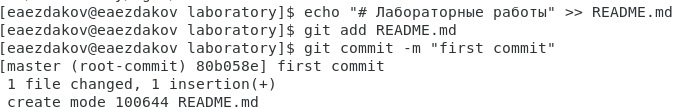 [eaezdakov@eaezdakov laboratory]$ echo "# Лабораторные работы" >> README.md
[eaezdakov@eaezdakov laboratory]$ git add README.md
[eaezdakov@eaezdakov laboratory]$ git commit -m "first commit"
[master (root-commit) 80b058e] first commit
 1 file changed, 1 insertion(+)
 create mode 100644 README.md